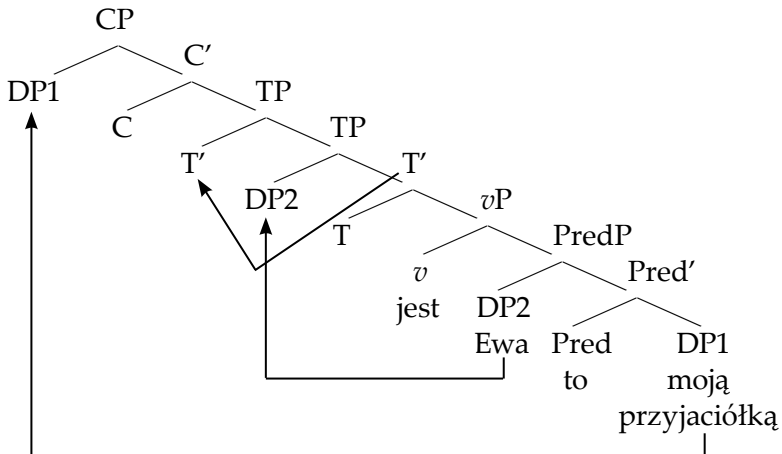 CP
C′
DP1
C
TP
T′
TP
DP2
T′
T
vP
v
jest
PredP
DP2
Ewa
Pred′
Pred
to
DP1
moją
przyjaciółką